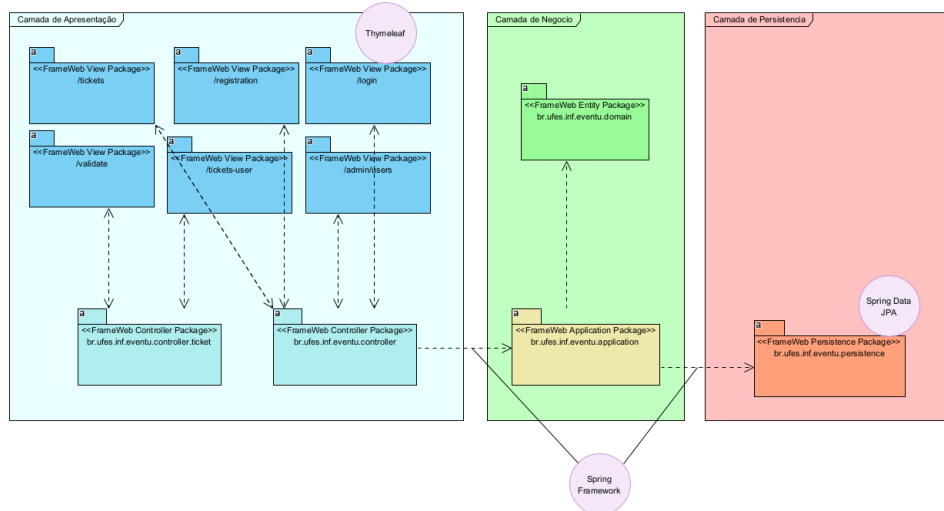 Camada de Apresentação
Thymeleaf
a
<<FrameWeb View Package>>
/tickets
a
<<FrameWeb View Package>>
/registration
a
<<FrameWeb View Package>>
/login
a
<<FrameWeb View Package>>
/validate
a
<<FrameWeb View Package>>
/tickets-user
a
<<FrameWeb View Package>>
/admin/users
a
<<FrameWeb Controller Package>>
br.ufes.inf.eventu.controller.ticket
a
<<FrameWeb Controller Package>>
br.ufes.inf.eventu.controller
Camada de Negocio
a
<<FrameWeb Entity Package>>
br.ufes.inf.eventu.domain
a
<<FrameWeb Application Package>>
br.ufes.inf.eventu.application
Camada de Persistencia
Spring Data
JPA
a
<<FrameWeb Persistence Package>>
br.ufes.inf.eventu.persistence
Spring
Framework